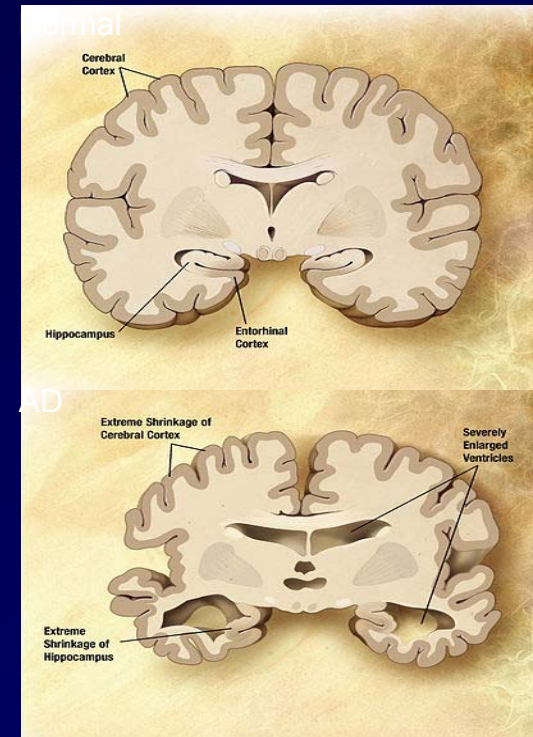 Normal
Cerebral
Cortex
Hippocampus
Entorhinal
Cortex
AD
Extreme Shrinkage of
Cerebral Cortex
Severely
Enlarged
Ventricles
Extreme
Shrinkage of
Hippocampus